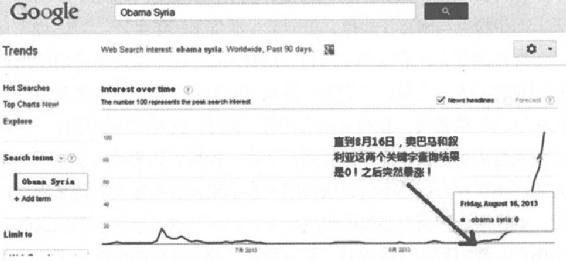 Google
Obama Syria
Trends
Web Search interest: obama syria. Worldwide, Past 90 days.
Hot Searches
Top Charts New!
Explore
Interest over time
The number 100 represents the peak search interest
News headlines
Forecast
Search terms
Obama Syria
+ Add term
Limit to
100
80
60
40
20
直到8月16日，奥巴马和叙
利亚这两个关键字查询结果
是0！之后突然暴涨！
Friday, August 16, 2013
obama syria: 0
7月 2013
8月 2013